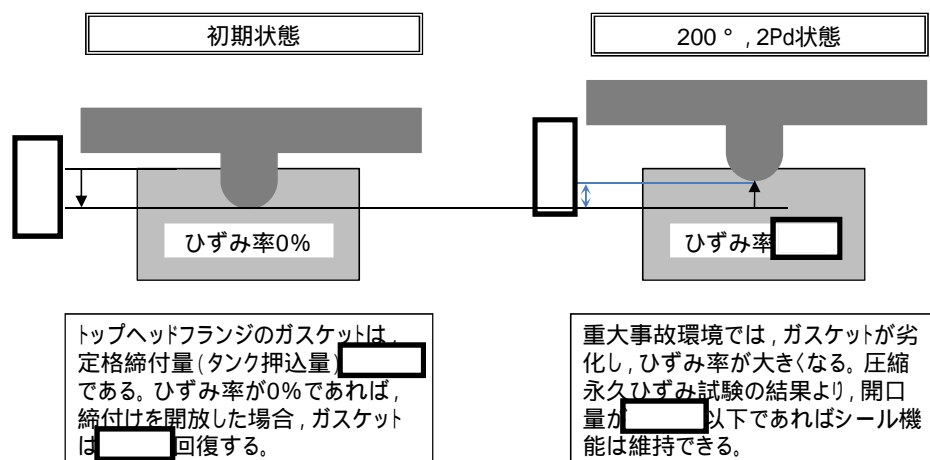 初期状態
200°,2Pd状態
ひずみ率0%
ひずみ率
トップヘッドフランジのガスケットは,
定格締付量(タンク押込量)
である。ひずみ率が0%であれば,
締付けを開放した場合,ガスケット
は 回復する。
重大事故環境では,ガスケットが劣
化し,ひずみ率が大きくなる。圧縮
永久ひずみ試験の結果より,開口
量が 以下であればシール機
能は維持できる。